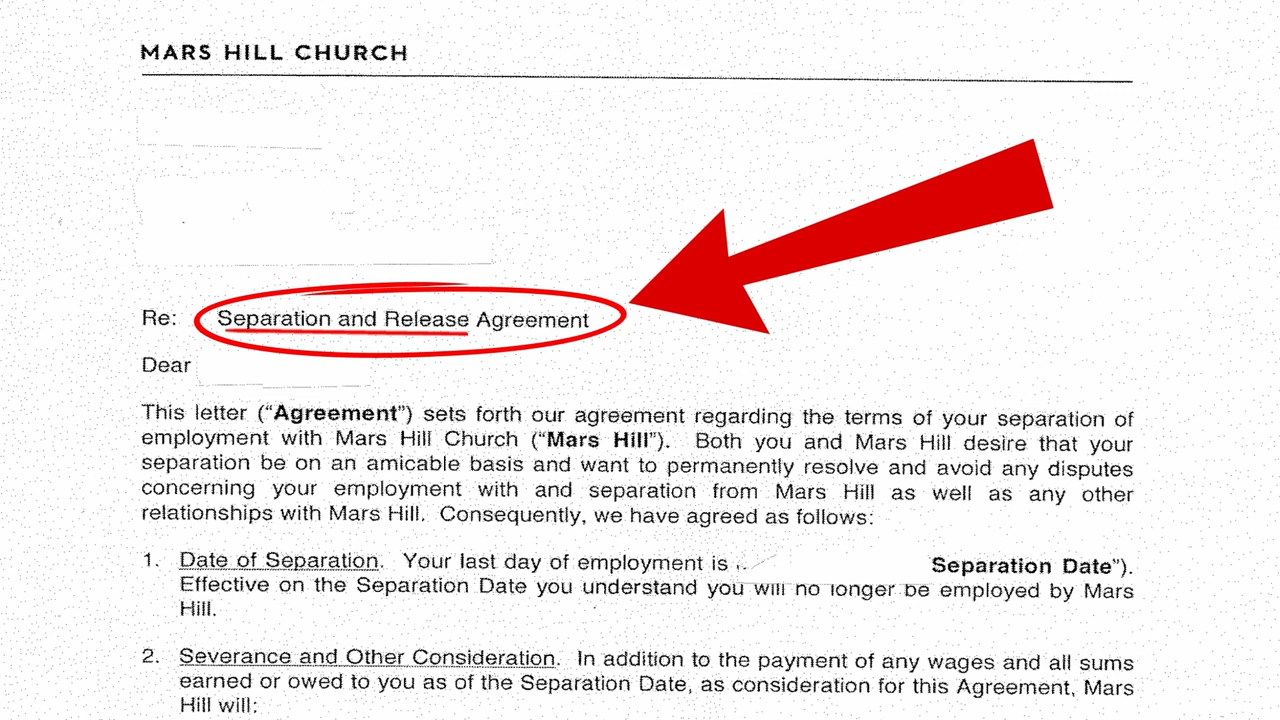 MARS HILL CHURCH
Re: Separation and Release Agreement
Dear
This letter (“Agreement”) sets forth our agreement regarding the terms of your separation of
employment with Mars Hill Church (“Mars Hill”). Both you and Mars Hill desire that your
separation be on an amicable basis and want to permanently resolve and avoid any disputes
concerning your employment with and separation from Mars Hill as well as any other
relationships with Mars Hill. Consequently, we have agreed as follows:
1. Date of Separation. Your last day of employment is Separation Date”).
Effective on the Separation Date you understand you will no longer be employed by Mars
Hill.
2. Severance and Other Consideration. In addition to the payment of any wages and all sums
earned or owed to you as of the Separation Date, as consideration for this Agreement, Mars
Hill will: